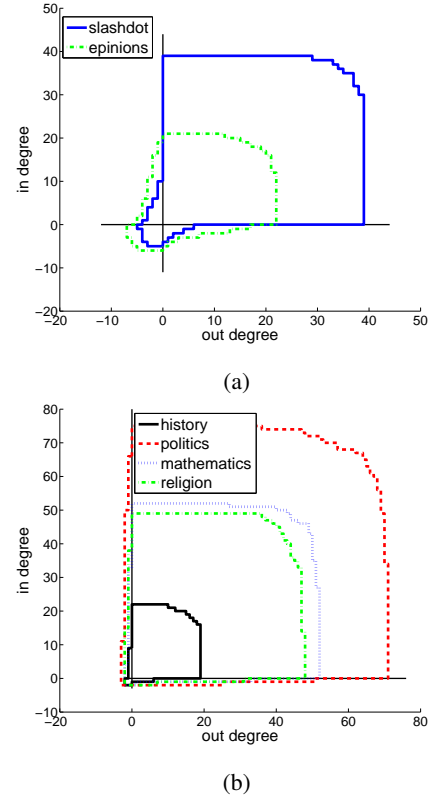 50
slashdot
epinions
40
30
20
10
0
−10
−20
in degree
−20 −10 0 10 20 30 40 50
out degree
(a)
80
history
politics
mathematics
religion
70
60
50
40
30
20
10
0
−10
in degree
−20 0 20 40 60 80
out degree
(b)